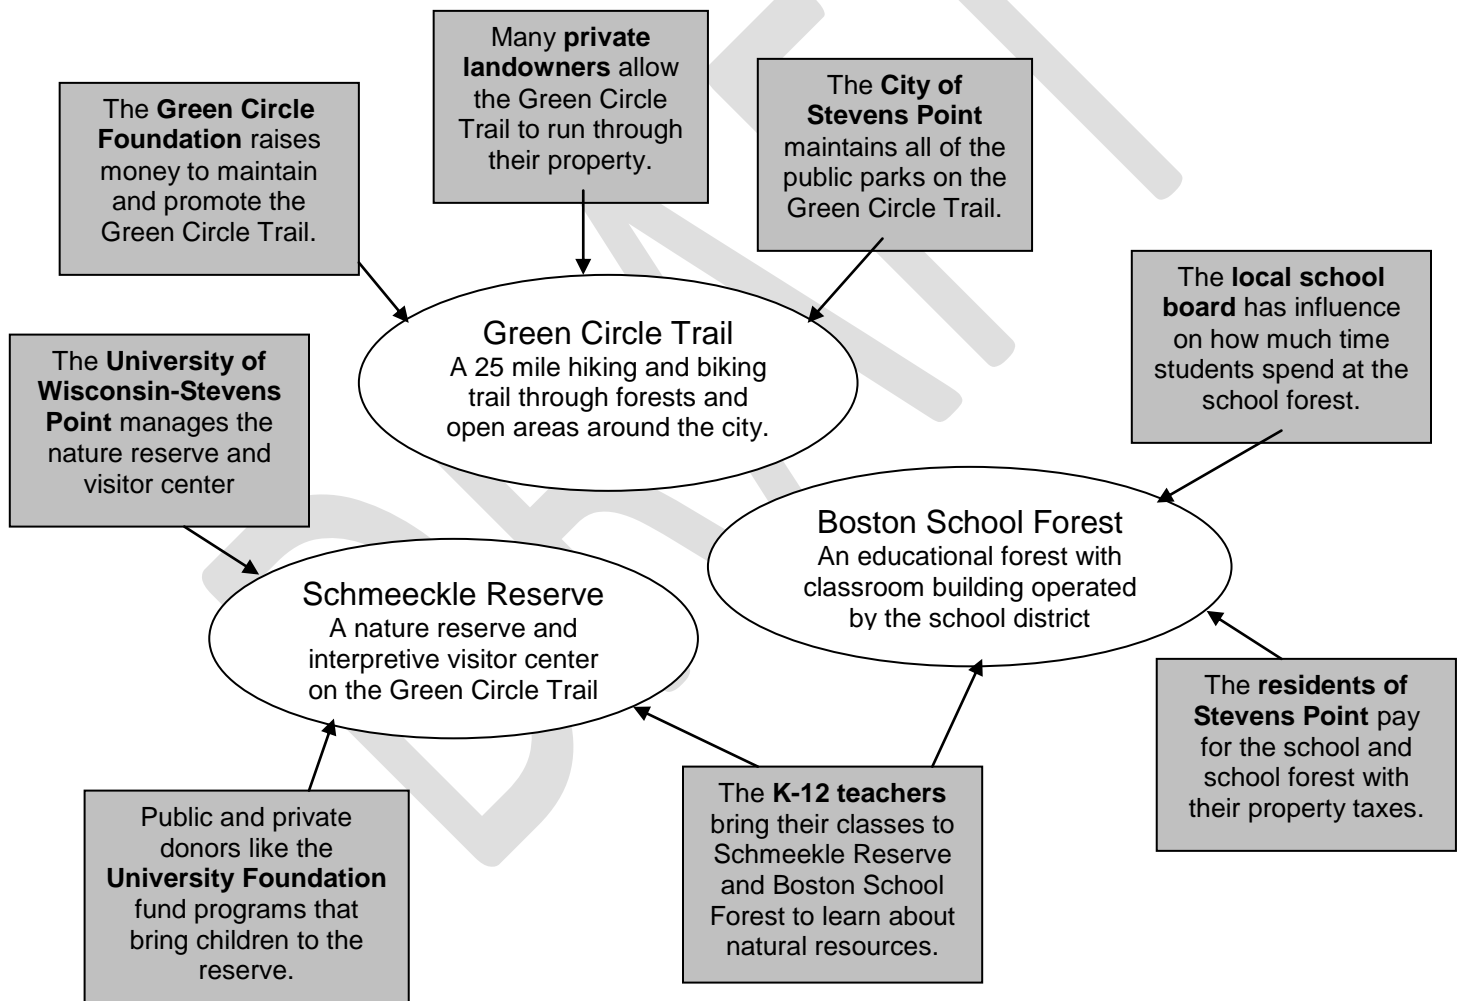 Many private
landowners allow
the Green Circle
Trail to run through
their property.
The Green Circle
Foundation raises
money to maintain
and promote the
Green Circle Trail.
The City of
Stevens Point
maintains all of the
public parks on the
Green Circle Trail.
The local school
board has influence
on how much time
students spend at the
school forest.
Green Circle Trail
A 25 mile hiking and biking
trail through forests and
open areas around the city.
The University of
Wisconsin-Stevens
Point manages the
nature reserve and
visitor center
Boston School Forest
An educational forest with
classroom building operated
by the school district
Schmeeckle Reserve
A nature reserve and
interpretive visitor center
on the Green Circle Trail
The residents of
Stevens Point pay
for the school and
school forest with
their property taxes.
The K-12 teachers
bring their classes to
Schmeekle Reserve
and Boston School
Forest to learn about
natural resources.
Public and private
donors like the
University Foundation
fund programs that
bring children to the
reserve.
DRAFT